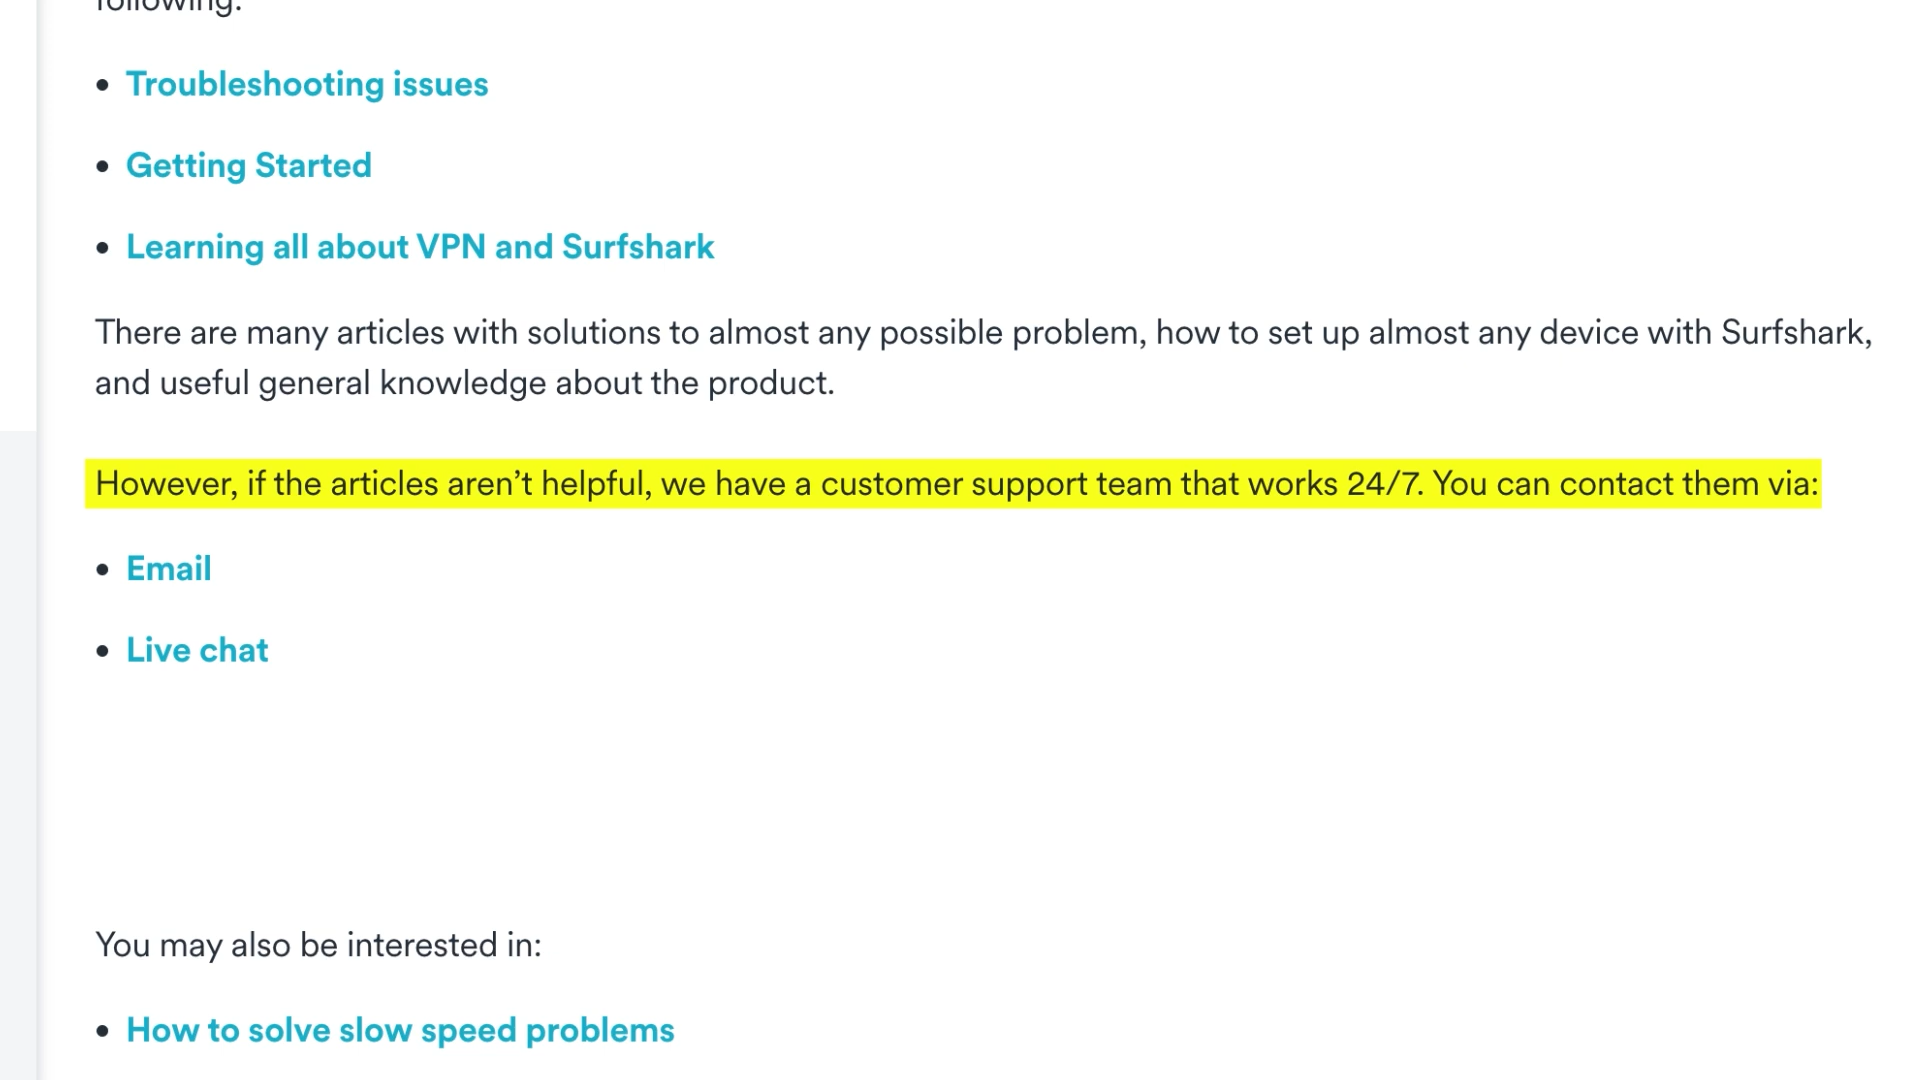 following:
• Troubleshooting issues
• Getting Started
• Learning all about VPN and Surfshark
There are many articles with solutions to almost any possible problem, how to set up almost any device with Surfshark,
and useful general knowledge about the product.
However, if the articles aren’t helpful, we have a customer support team that works 24/7. You can contact them via:
• Email
• Live chat
You may also be interested in:
• How to solve slow speed problems